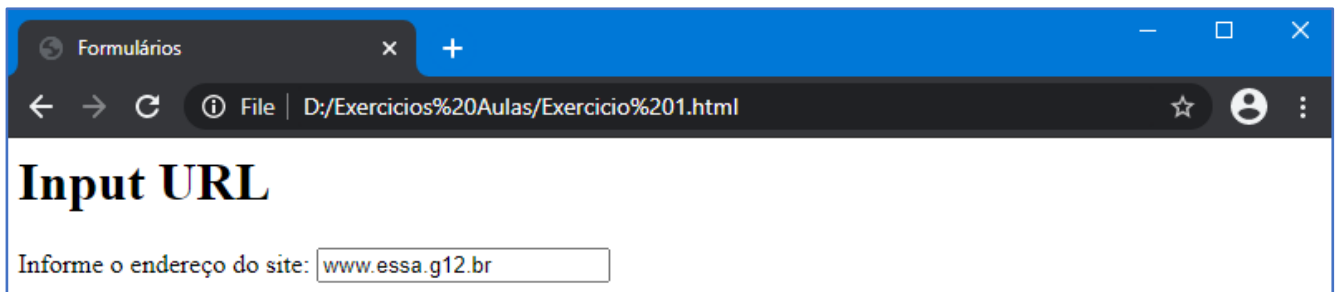 Formulários
File D:/Exercicios%20Aulas/Exercicio%201.html
Input URL
Informe o endereço do site: www.essa.g12.br